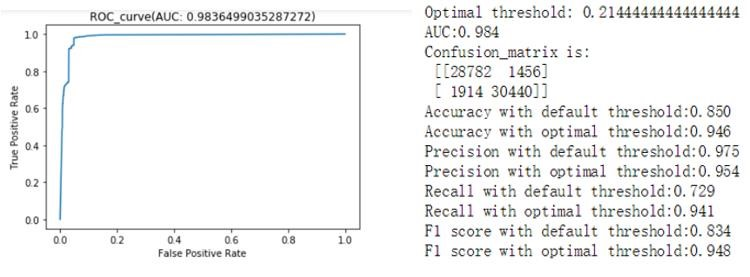 ROC_curve(AUC: 0.9836499035287272)
1.0
0.8
0.6
0.4
0.2
0.0
True Positive Rate
0.0 0.2 0.4 0.6 0.8 1.0
False Positive Rate
Optimal threshold: 0.21444444444444444
AUC:0.984
Confusion_matrix is:
[[28782 1456]
[ 1914 30440]]
Accuracy with default threshold:0.850
Accuracy with optimal threshold:0.946
Precision with default threshold:0.975
Precision with optimal threshold:0.954
Recall with default threshold:0.729
Recall with optimal threshold:0.941
F1 score with default threshold:0.834
F1 score with optimal threshold:0.948